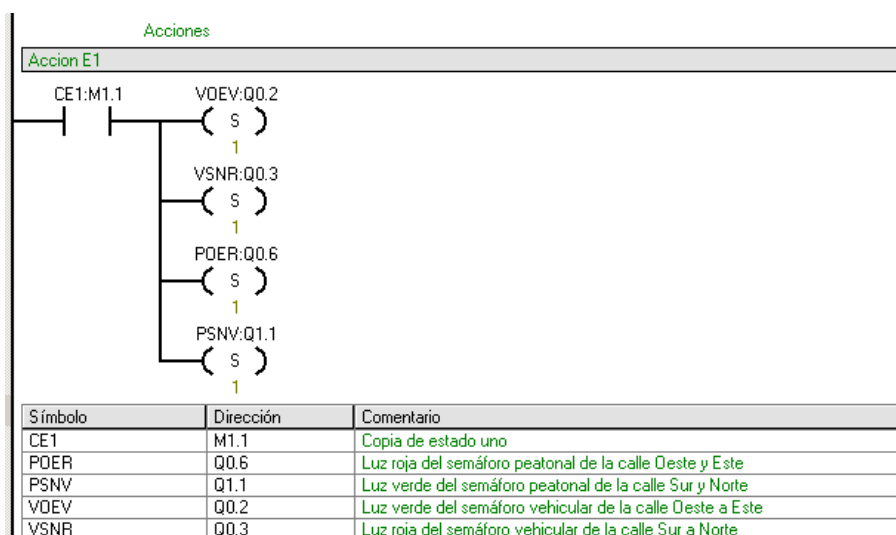 Acciones
Accion E1
CE1:M1.1 VOEV:Q0.2
S
1
VSNR:Q0.3
S
1
POER:Q0.6
S
1
PSNV:Q1.1
S
1
Símbolo Dirección Comentario
CE1 M1.1 Copia de estado uno
POER Q0.6 Luz roja del semáforo peatonal de la calle Oeste y Este
PSNV Q1.1 Luz verde del semáforo peatonal de la calle Sur y Norte
VOEV Q0.2 Luz verde del semáforo vehicular de la calle Oeste a Este
VSNR Q0.3 Luz roja del semáforo vehicular de la calle Sur a Norte